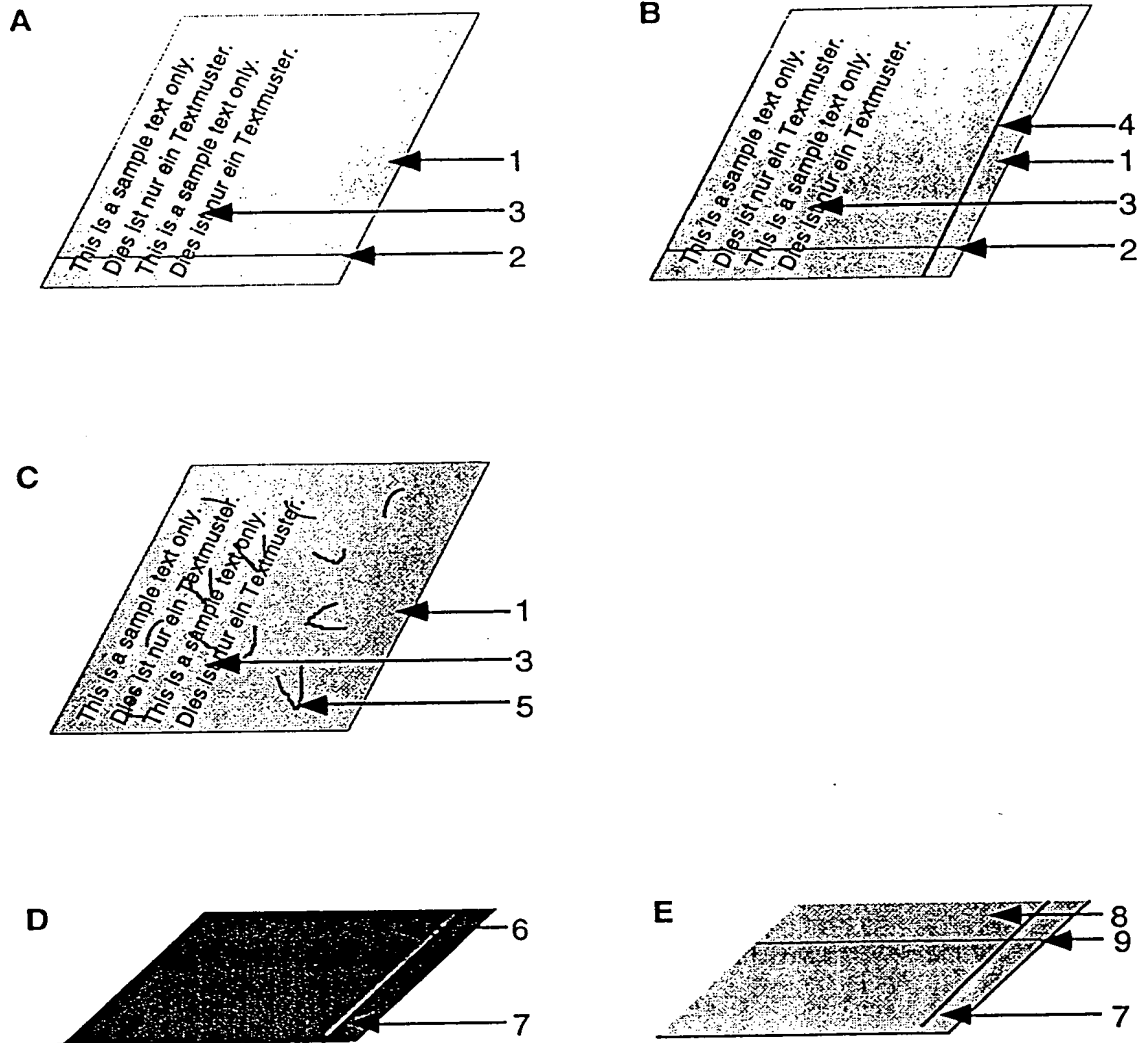 A
This is a sample text only.
Dies ist nur ein Textmuster.
This is a sample text only.
Dies ist nur ein Textmuster.
1
3
2
B
This is a sample text only.
Dies ist nur ein Textmuster.
This is a sample text only.
Dies ist nur ein Textmuster.
4
1
3
2
C
This is a sample text only.
Dies ist nur ein Textmuster.
This is a sample text only.
Dies ist nur ein Textmuster.
1
3
5
D
6
7
E
8
9
7